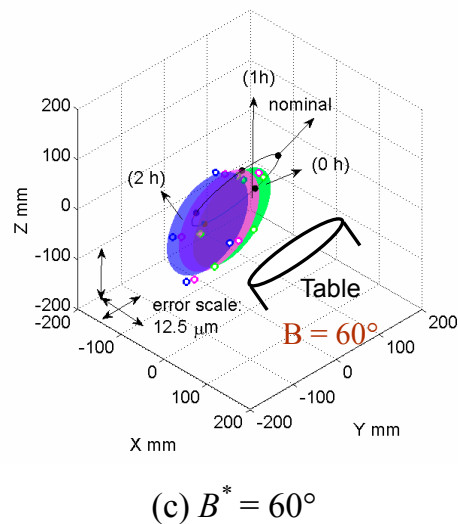 (1h)
nominal
200
100
(2 h)
(0 h)
0
Z mm
-100
-200
-200
-100
0
100
200
X mm
error scale:
12.5 μm
Table
B = 60°
200
100
0
-100
-200
Y mm
(c) B* = 60°